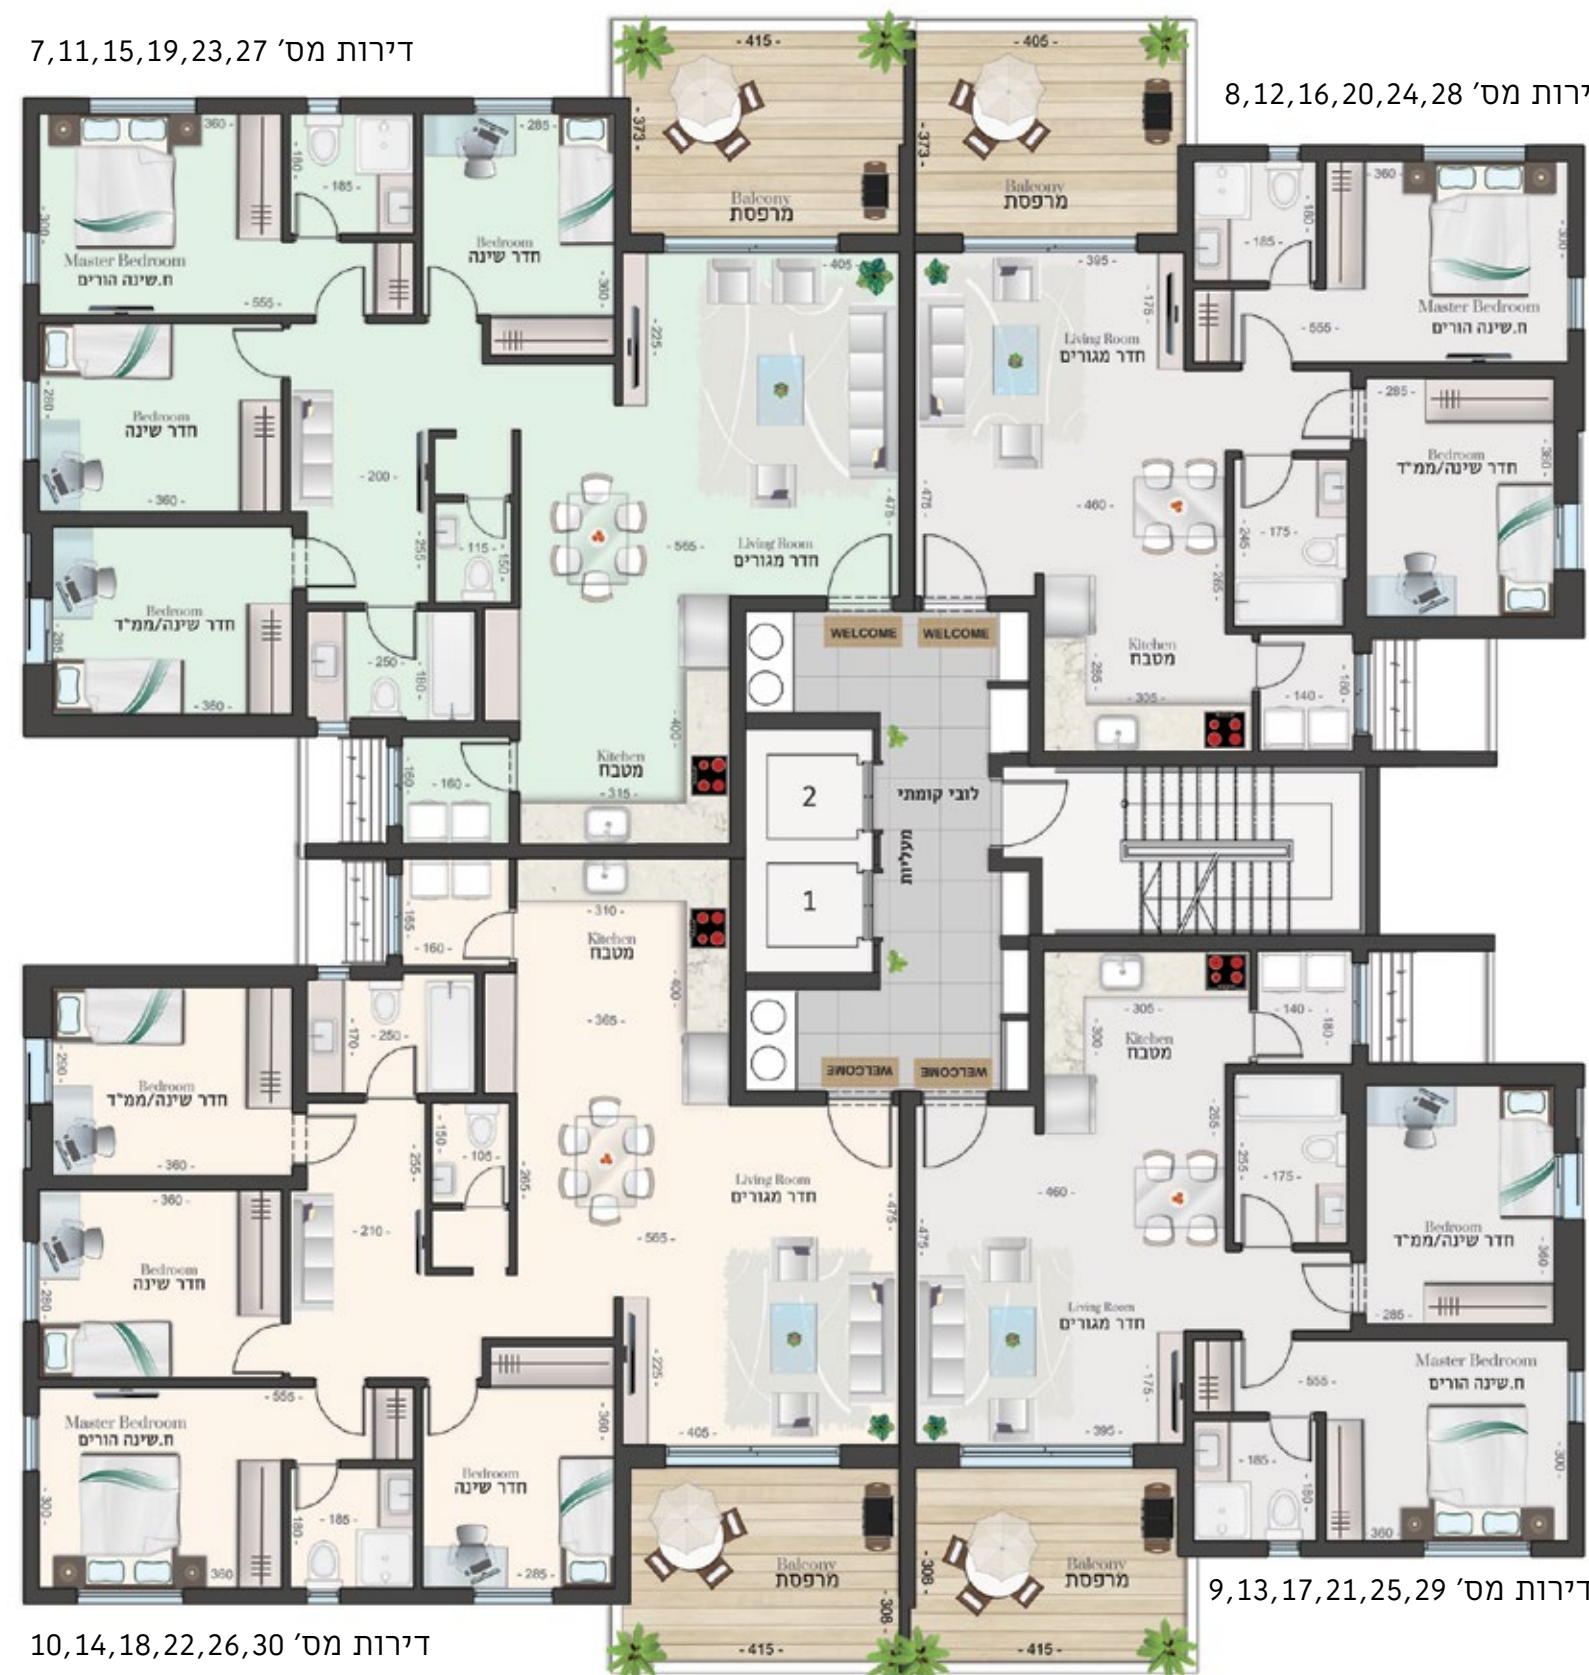 דירות מס' 7,11,15,19,23,27
ירות מס' 8,12,16,20,24,28
- 415 -
- 405 -
- 373 -
- 373 -
Balcony
מרפסת
Balcony
מרפסת
360 -
- 180 -
- 185 -
- 285 -
- 300 -
Master Bedroom
ח.שינה הורים
- 555 -
Bedroom
חדר שינה
- 360 -
- 405 -
- 225 -
- 280 -
Bedroom
חדר שינה
- 360 -
- 200 -
- 255 -
- 115 -
- 150 -
- 565 -
- 475 -
Living Room
חדר מגורים
Bedroom
חדר שינה/ממ"ד
- 285 -
- 360 -
- 250 -
- 180 -
- 400 -
Kitchen
מטבח
- 315 -
- 160 -
- 160 -
- 395 -
- 175 -
Living Room
חדר מגורים
- 185 -
- 180 -
- 360 -
- 300 -
Master Bedroom
ח.שינה הורים
- 555 -
- 285 -
Bedroom
חדר שינה/ממ"ד
- 360 -
- 475 -
- 460 -
- 245 -
- 175 -
- 265 -
Kitchen
מטבח
- 285 -
- 305 -
- 140 -
- 180 -
WELCOME
WELCOME
2
לובי קומתי
מעליות
1
WELCOME
WELCOME
- 165 -
- 160 -
- 310 -
Kitchen
מטבח
- 400 -
- 365 -
- 290 -
Bedroom
חדר שינה/ממ"ד
- 360 -
- 170 -
- 250 -
- 255 -
- 150 -
- 105 -
- 265 -
Living Room
חדר מגורים
- 475 -
- 565 -
- 360 -
- 210 -
Bedroom
חדר שינה
- 280 -
- 225 -
- 405 -
- 555 -
Master Bedroom
ח.שינה הורים
- 300 -
360
- 180 -
- 185 -
- 360 -
Bedroom
חדר שינה
- 285 -
- 305 -
- 300 -
Kitchen
מטבח
- 140 -
- 180 -
- 265 -
- 255 -
- 175 -
- 460 -
- 475 -
Bedroom
חדר שינה/ממ"ד
- 360 -
- 285 -
Living Room
חדר מגורים
- 175 -
- 395 -
- 555 -
Master Bedroom
ח.שינה הורים
- 300 -
- 185 -
- 180 -
360 -
Balcony
מרפסת
- 308 -
- 415 -
Balcony
מרפסת
- 308 -
- 415 -
דירות מס' 9,13,17,21,25,29
דירות מס' 10,14,18,22,26,30